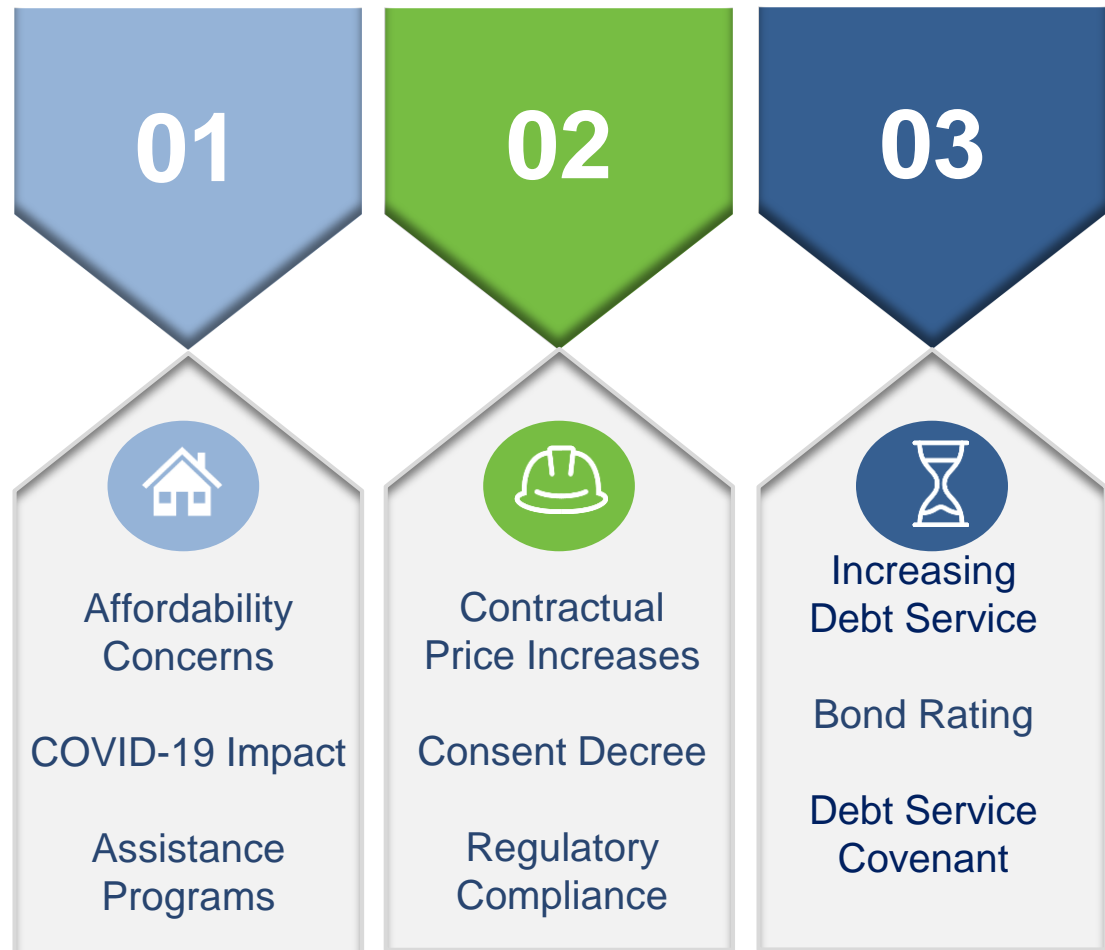 01
Affordability
Concerns
COVID-19 Impact
Assistance
Programs
02
Contractual
Price Increases
Consent Decree
Regulatory
Compliance
03
Increasing
Debt Service
Bond Rating
Debt Service
Covenant